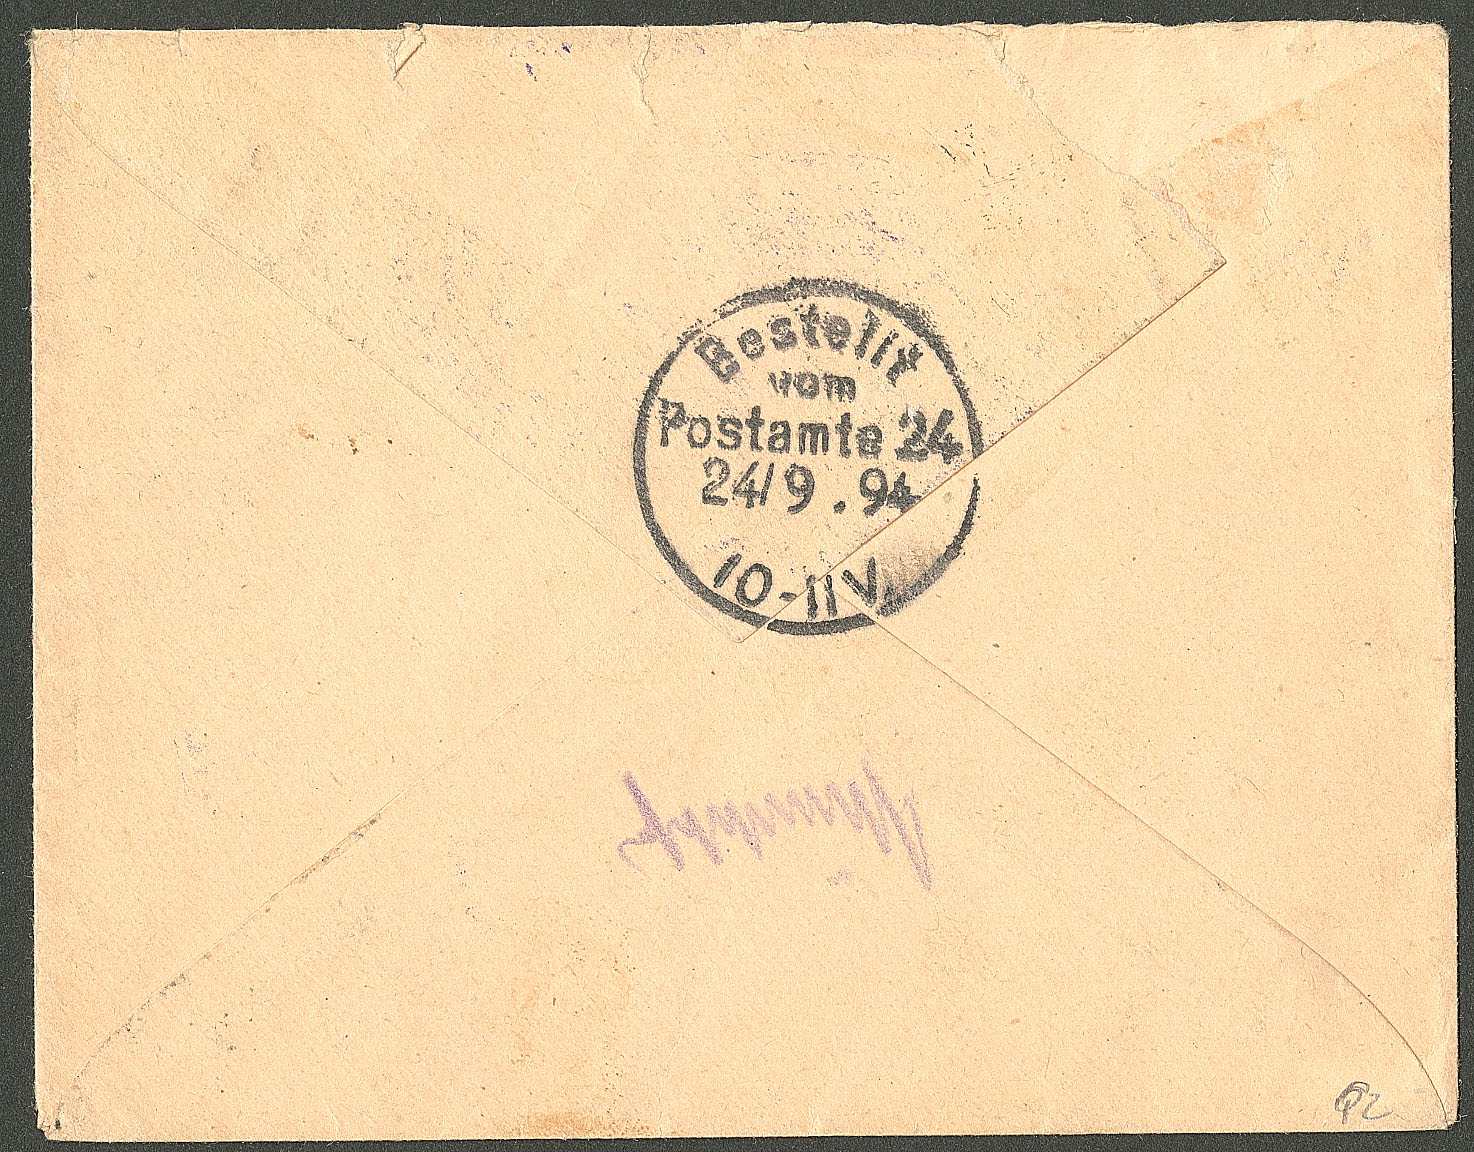 Bestellt
vom
Postamte 24
24/9 . 94
10-11V.